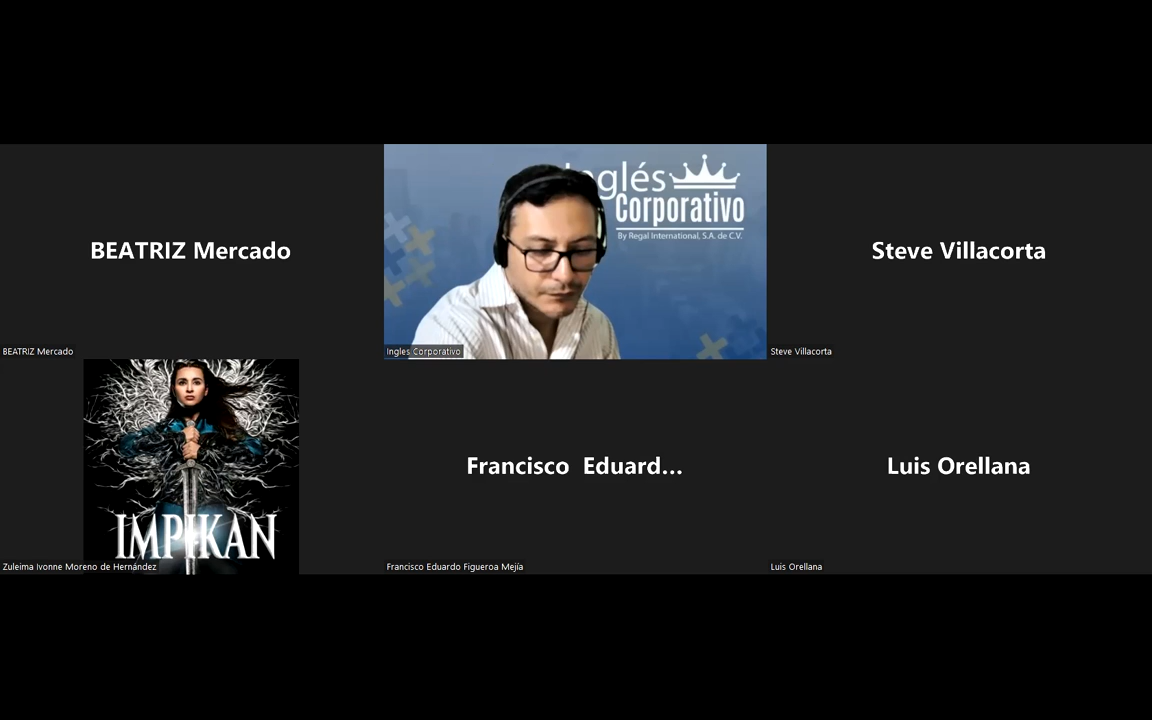 BEATRIZ Mercado
BEATRIZ Mercado
Inglés
Corporativo
By Regal International, S.A. de C.V.
Ingles Corporativo
Steve Villacorta
Steve Villacorta
IMPIKAN
Zuleima Ivonne Moreno de Hernández
Francisco Eduard...
Francisco Eduardo Figueroa Mejía
Luis Orellana
Luis Orellana